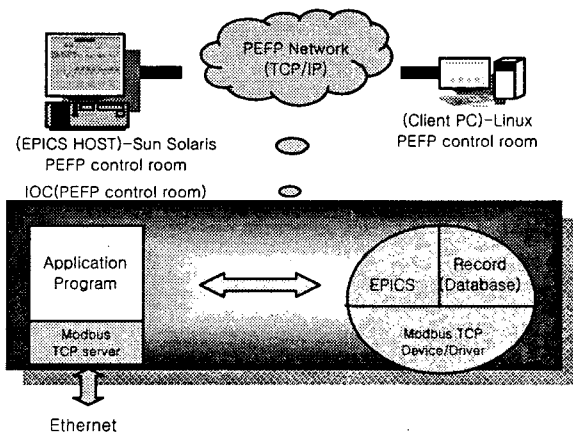 PEFP Network
(TCP/IP)
(EPICS HOST)-Sun Solaris
PEFP control room
(Client PC)-Linux
PEFP control room
IOC(PEFP control room)
Application
Program
Modbus
TCP server
EPICS
Record
(Database)
Modbus TCP
Device/Driver
Ethernet